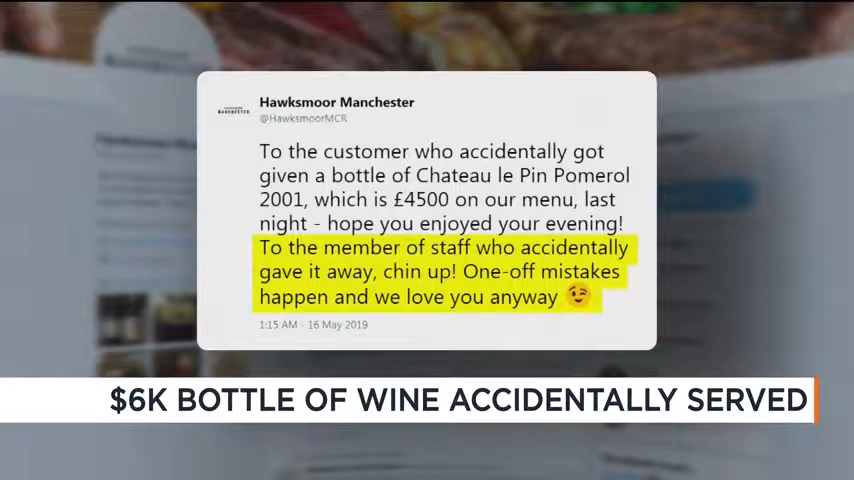 Hawksmoor Manchester
@HawksmoorMCR
To the customer who accidentally got
given a bottle of Chateau le Pin Pomerol
2001, which is £4500 on our menu, last
night - hope you enjoyed your evening!
To the member of staff who accidentally
gave it away, chin up! One-off mistakes
happen and we love you anyway 😉
1:15 AM - 16 May 2019
$6K BOTTLE OF WINE ACCIDENTALLY SERVED